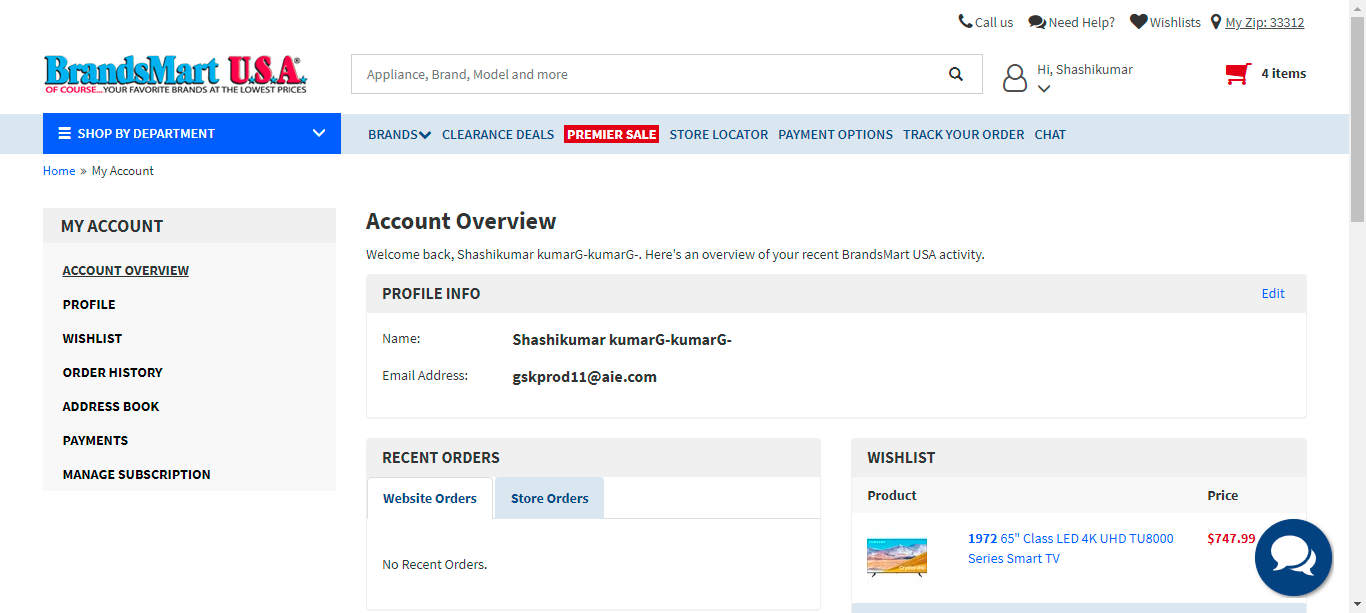 Call us Need Help? Wishlists My Zip: 33312
BrandsMart U.S.A.
OF COURSE...YOUR FAVORITE BRANDS AT THE LOWEST PRICES
Appliance, Brand, Model and more
Hi, Shashikumar
4 items
SHOP BY DEPARTMENT
BRANDS CLEARANCE DEALS PREMIER SALE STORE LOCATOR PAYMENT OPTIONS TRACK YOUR ORDER CHAT
Home » My Account
MY ACCOUNT
ACCOUNT OVERVIEW
PROFILE
WISHLIST
ORDER HISTORY
ADDRESS BOOK
PAYMENTS
MANAGE SUBSCRIPTION
Account Overview
Welcome back, Shashikumar kumarG-kumarG-. Here's an overview of your recent BrandsMart USA activity.
PROFILE INFO Edit
Name: Shashikumar kumarG-kumarG-
Email Address: gskprod11@aie.com
RECENT ORDERS
Website Orders Store Orders
No Recent Orders.
WISHLIST
Product Price
1972 65" Class LED 4K UHD TU8000 $747.99
Series Smart TV